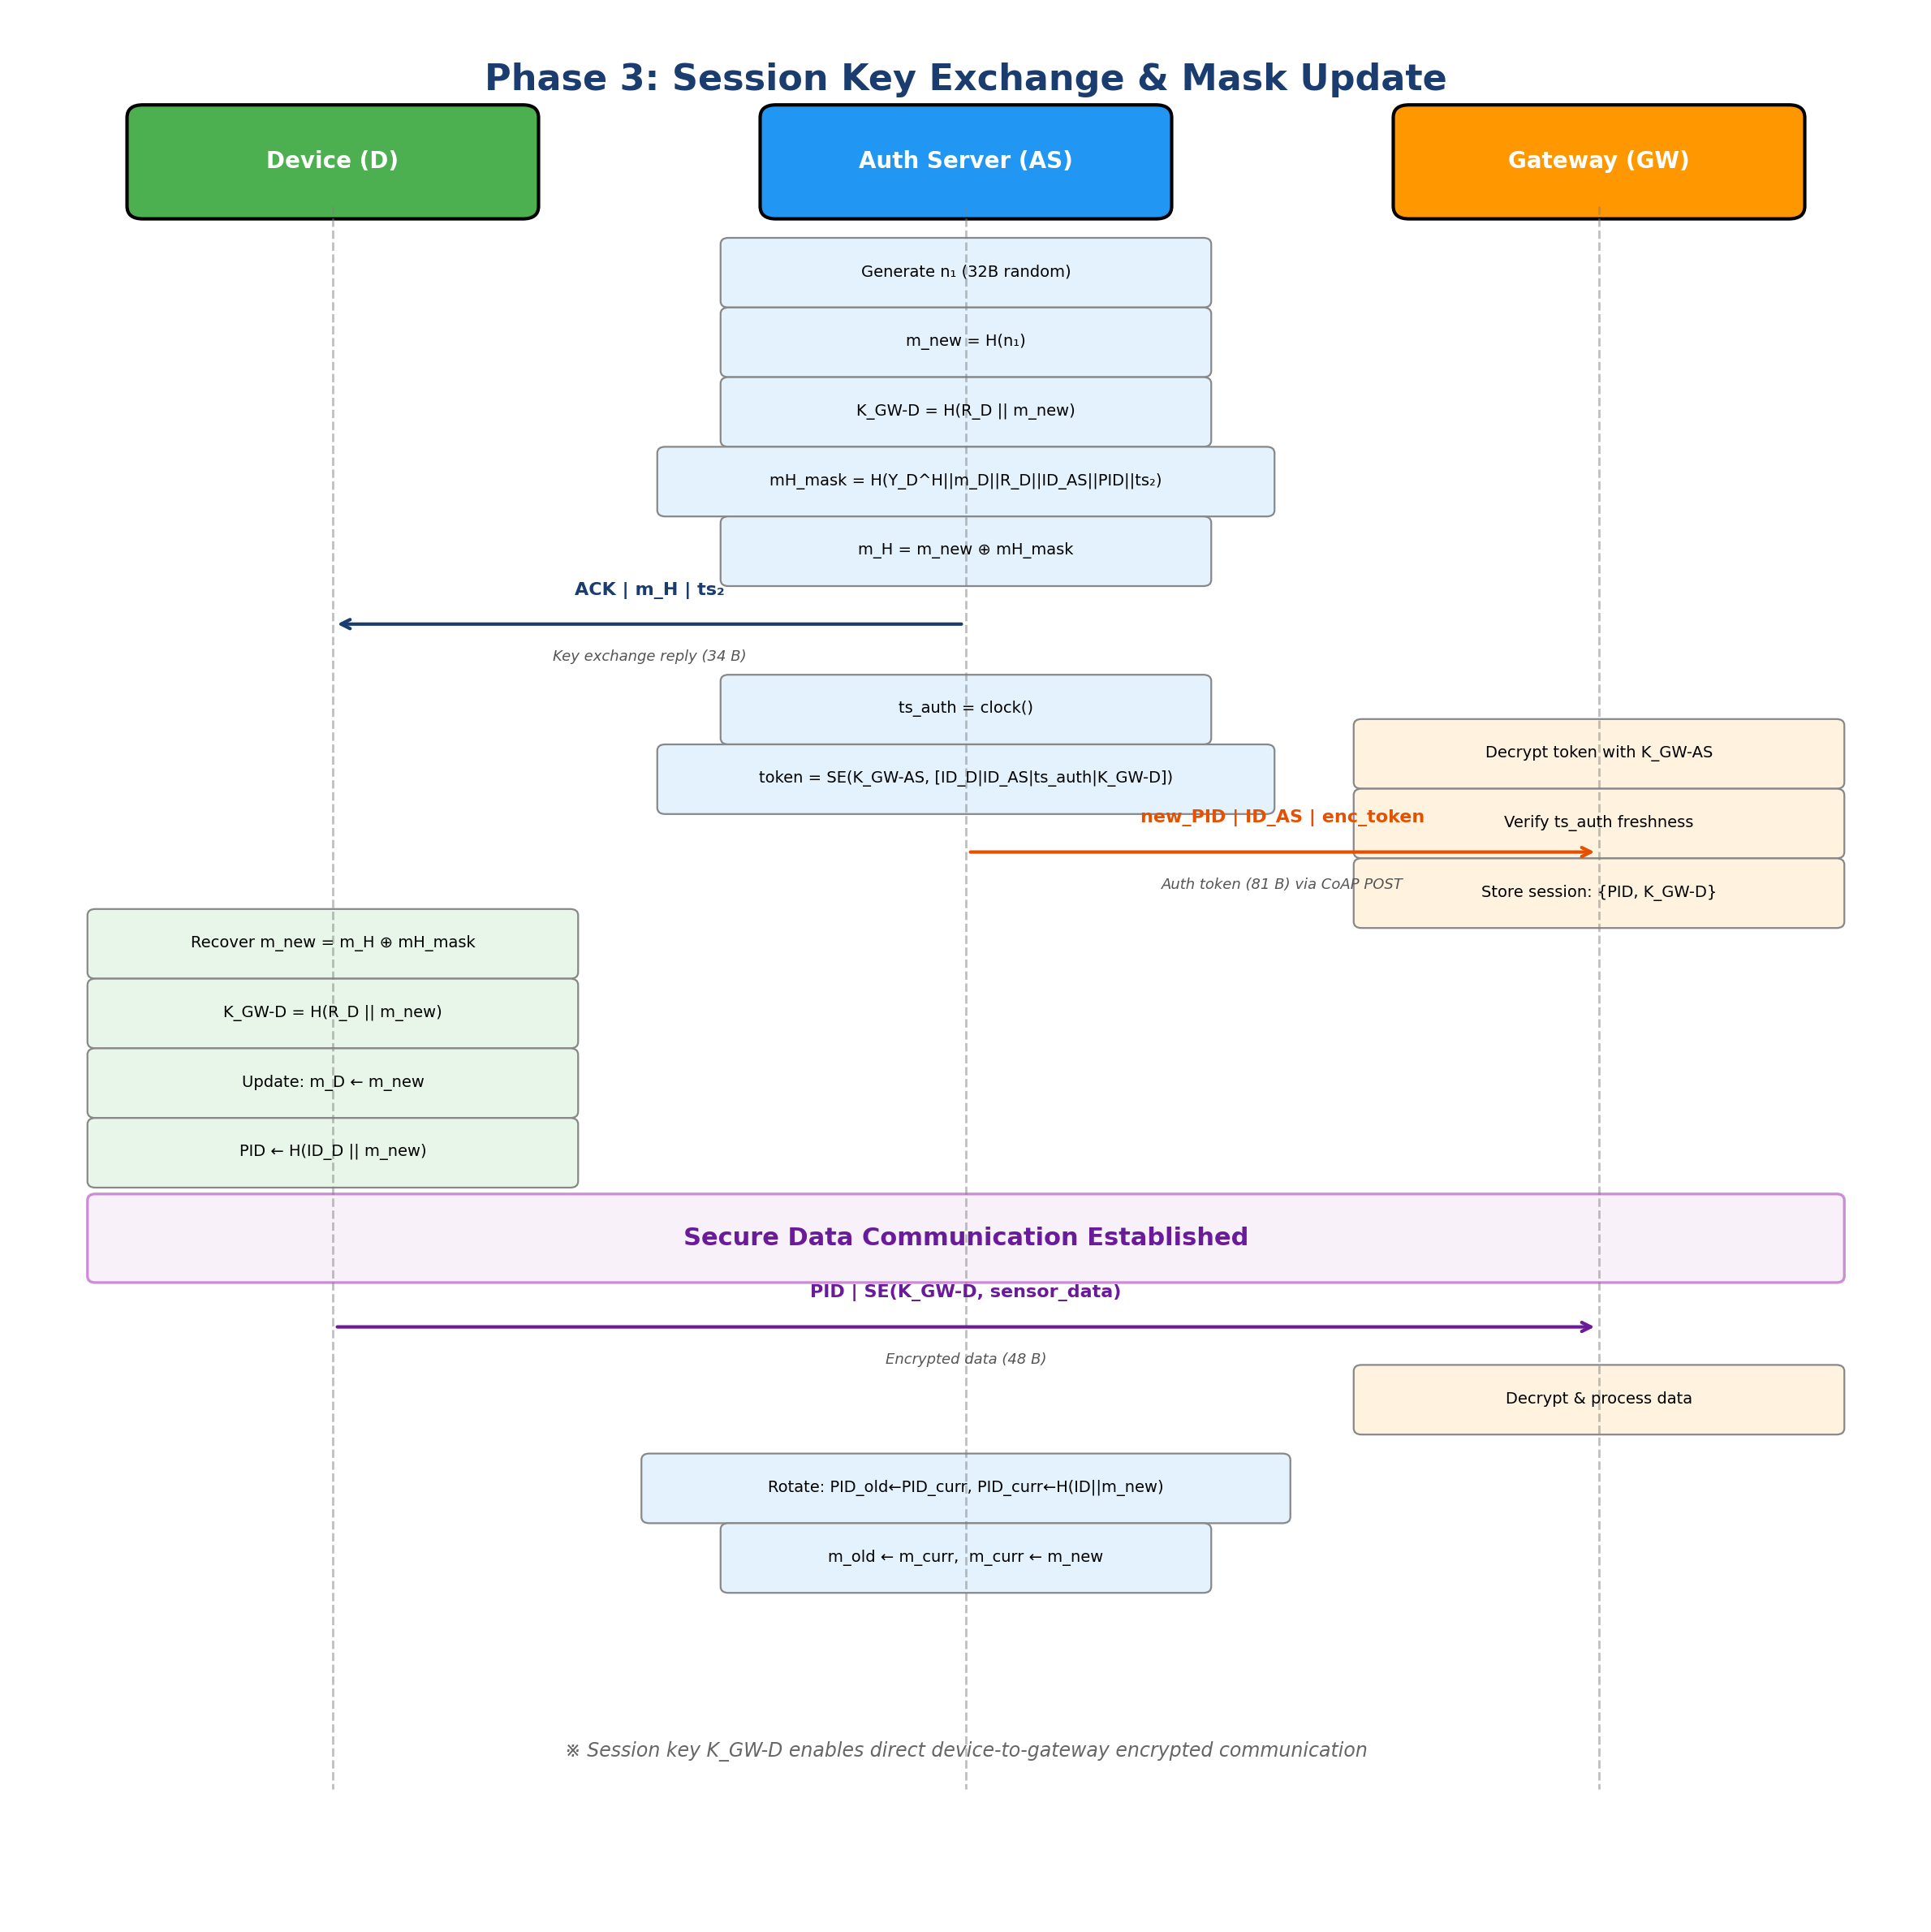 Phase 3: Session Key Exchange & Mask Update
Device (D)
Auth Server (AS)
Gateway (GW)
Generate n₁ (32B random)
m_new = H(n₁)
K_GW-D = H(R_D || m_new)
mH_mask = H(Y_D^H||m_D||R_D||ID_AS||PID||ts₂)
m_H = m_new ⊕ mH_mask
ACK | m_H | ts₂
Key exchange reply (34 B)
ts_auth = clock()
token = SE(K_GW-AS, [ID_D|ID_AS|ts_auth|K_GW-D])
Decrypt token with K_GW-AS
new_PID | ID_AS | enc_token
Verify ts_auth freshness
Auth token (81 B) via CoAP POST
Store session: {PID, K_GW-D}
Recover m_new = m_H ⊕ mH_mask
K_GW-D = H(R_D || m_new)
Update: m_D ← m_new
PID ← H(ID_D || m_new)
Secure Data Communication Established
PID | SE(K_GW-D, sensor_data)
Encrypted data (48 B)
Decrypt & process data
Rotate: PID_old←PID_curr, PID_curr←H(ID||m_new)
m_old ← m_curr,  m_curr ← m_new
※ Session key K_GW-D enables direct device-to-gateway encrypted communication